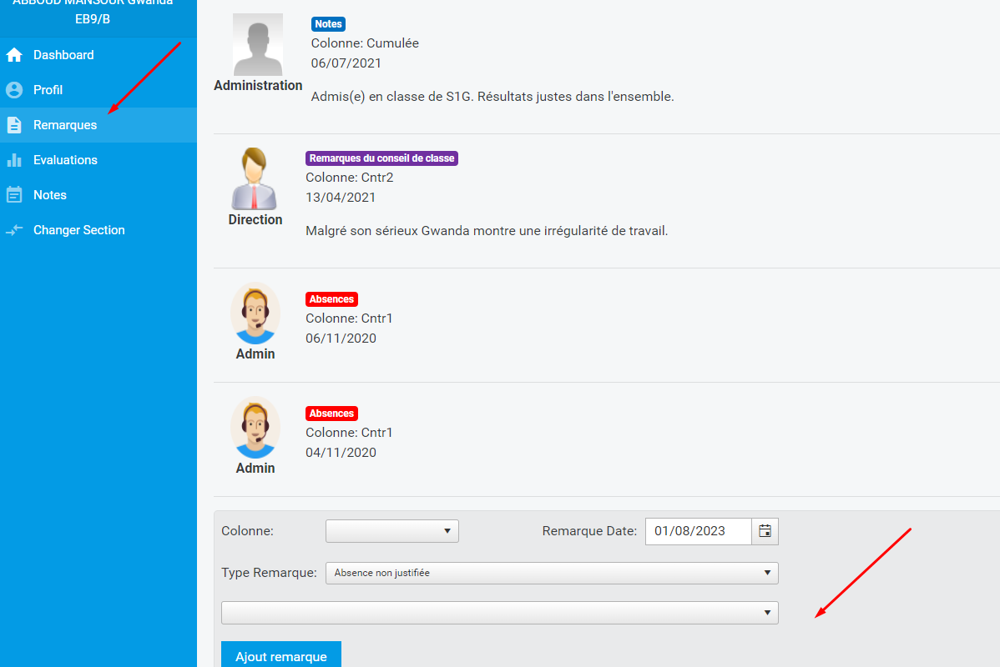 ABBOUD MANSOUR Gwanda
EB9/B
Dashboard
Profil
Remarques
Evaluations
Notes
Changer Section
Administration
Notes
Colonne: Cumulée
06/07/2021
Admis(e) en classe de S1G. Résultats justes dans l'ensemble.
Direction
Remarques du conseil de classe
Colonne: Cntr2
13/04/2021
Malgré son sérieux Gwanda montre une irrégularité de travail.
Admin
Absences
Colonne: Cntr1
06/11/2020
Admin
Absences
Colonne: Cntr1
04/11/2020
Colonne:
Remarque Date: 01/08/2023
Type Remarque: Absence non justifiée
Ajout remarque